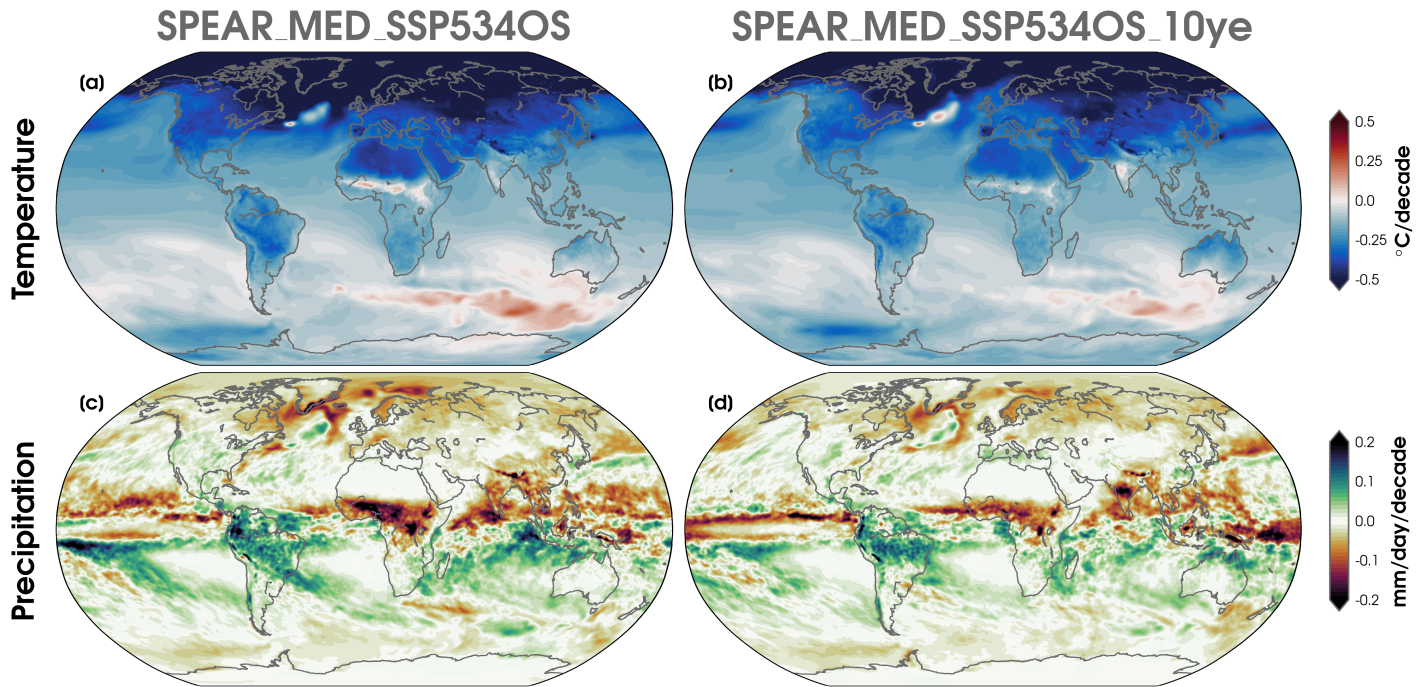 SPEAR_MED_SSP534OS
SPEAR_MED_SSP534OS_10ye
Temperature
(a)
(b)
0.5
0.25
0.0
-0.25
-0.5
°C/decade
Precipitation
(c)
(d)
0.2
0.1
0.0
-0.1
-0.2
mm/day/decade